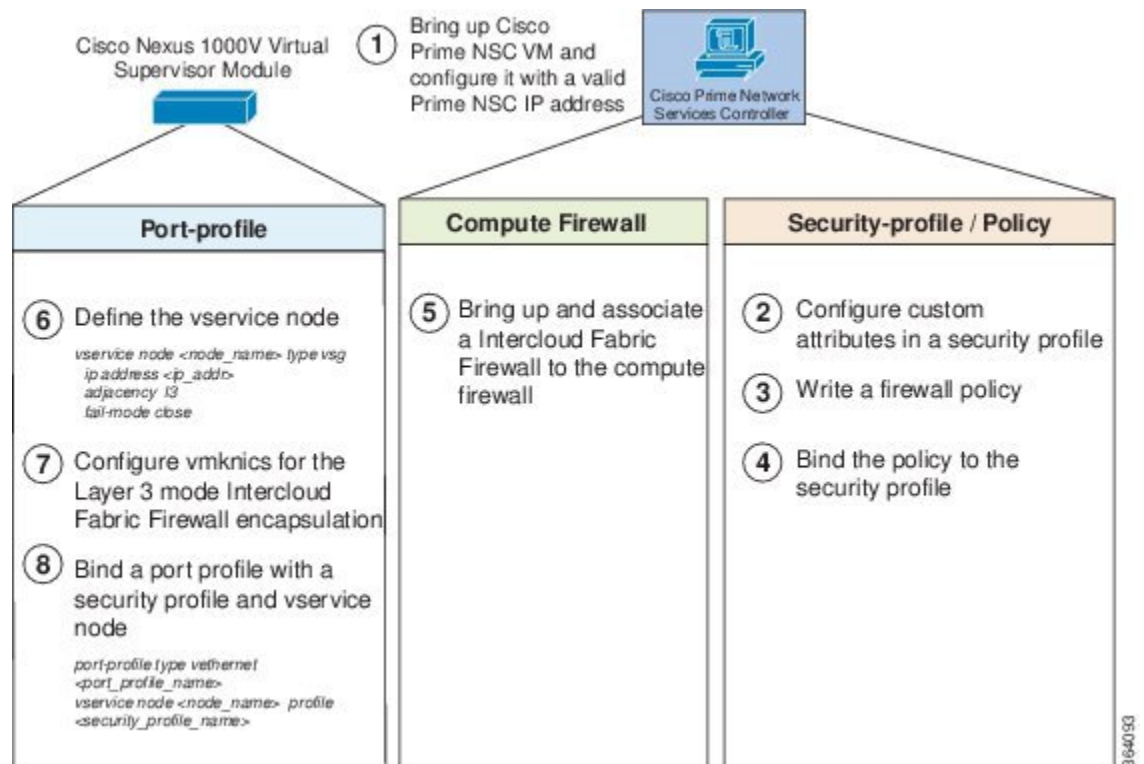 Cisco Nexus 1000V Virtual
Supervisor Module
1
Bring up Cisco
Prime NSC VM and
configure it with a valid
Prime NSC IP address
Cisco Prime Network
Services Controller
Port-profile
6
Define the vservice node
vservice node <node_name> type vsg
ip address <ip_addr>
adjacency l3
fail-mode close
7
Configure vmknics for the
Layer 3 mode Intercloud
Fabric Firewall encapsulation
8
Bind a port profile with a
security profile and vservice
node
port-profile type vethernet
<port_profile_name>
vservice node <node_name> profile
<security_profile_name>
Compute Firewall
5
Bring up and associate
a Intercloud Fabric
Firewall to the compute
firewall
Security-profile / Policy
2
Configure custom
attributes in a security profile
3
Write a firewall policy
4
Bind the policy to the
security profile
364093